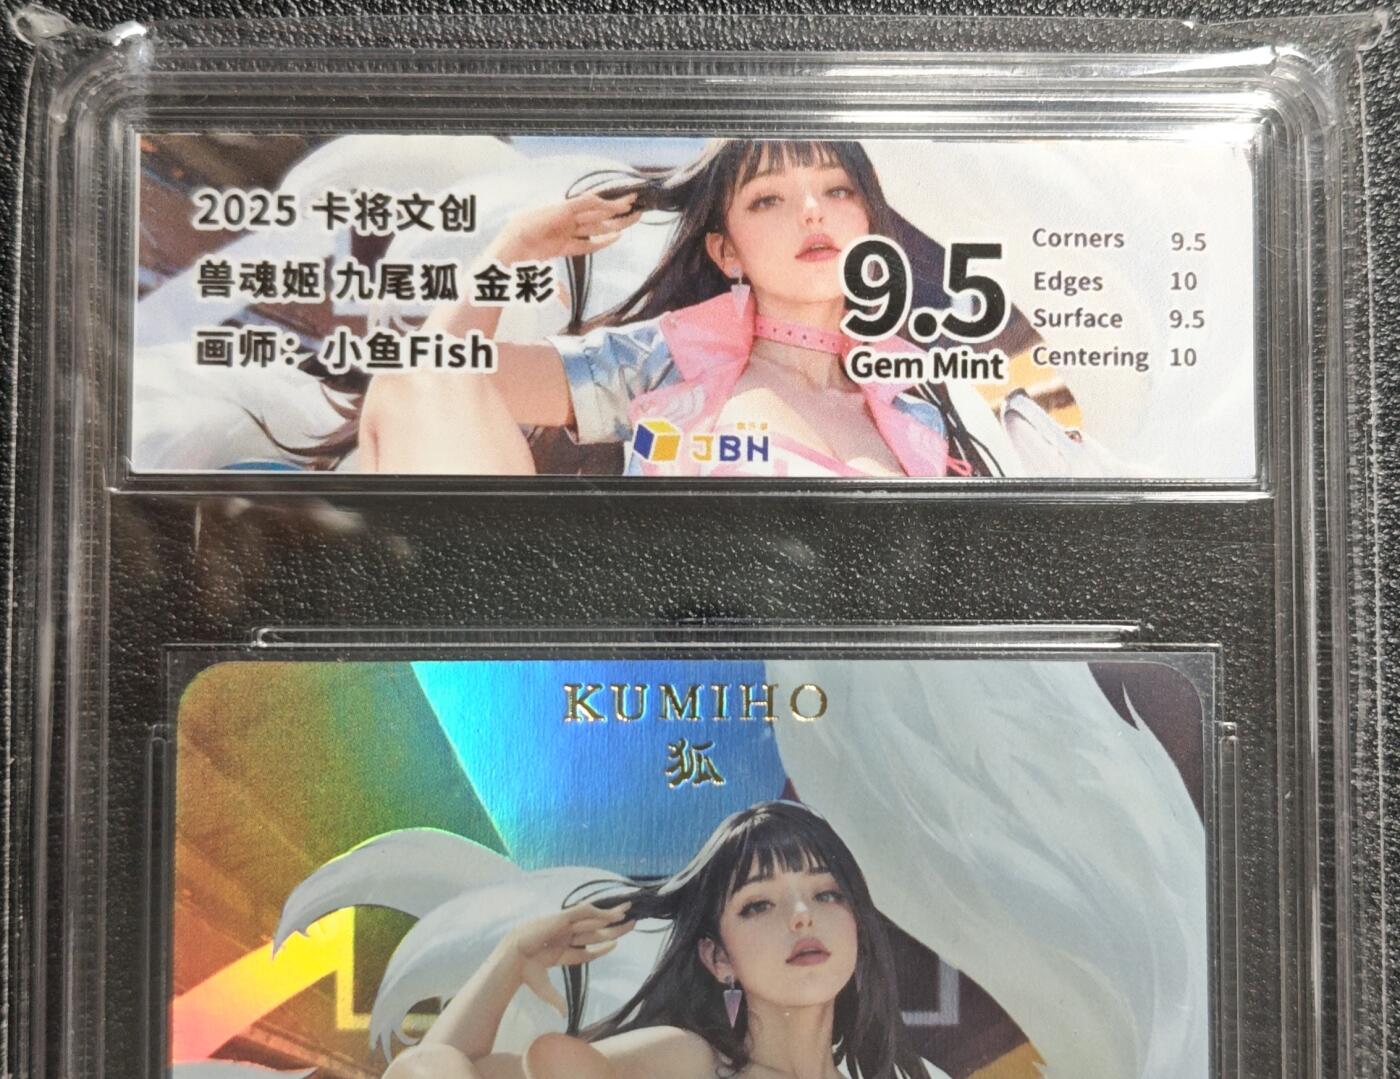 2025 卡将文创
兽魂姬 九尾狐 金彩
画师：小鱼Fish
9.5
Gem Mint
Corners 9.5
Edges 10
Surface 9.5
Centering 10
JBH
KUMIHO
狐